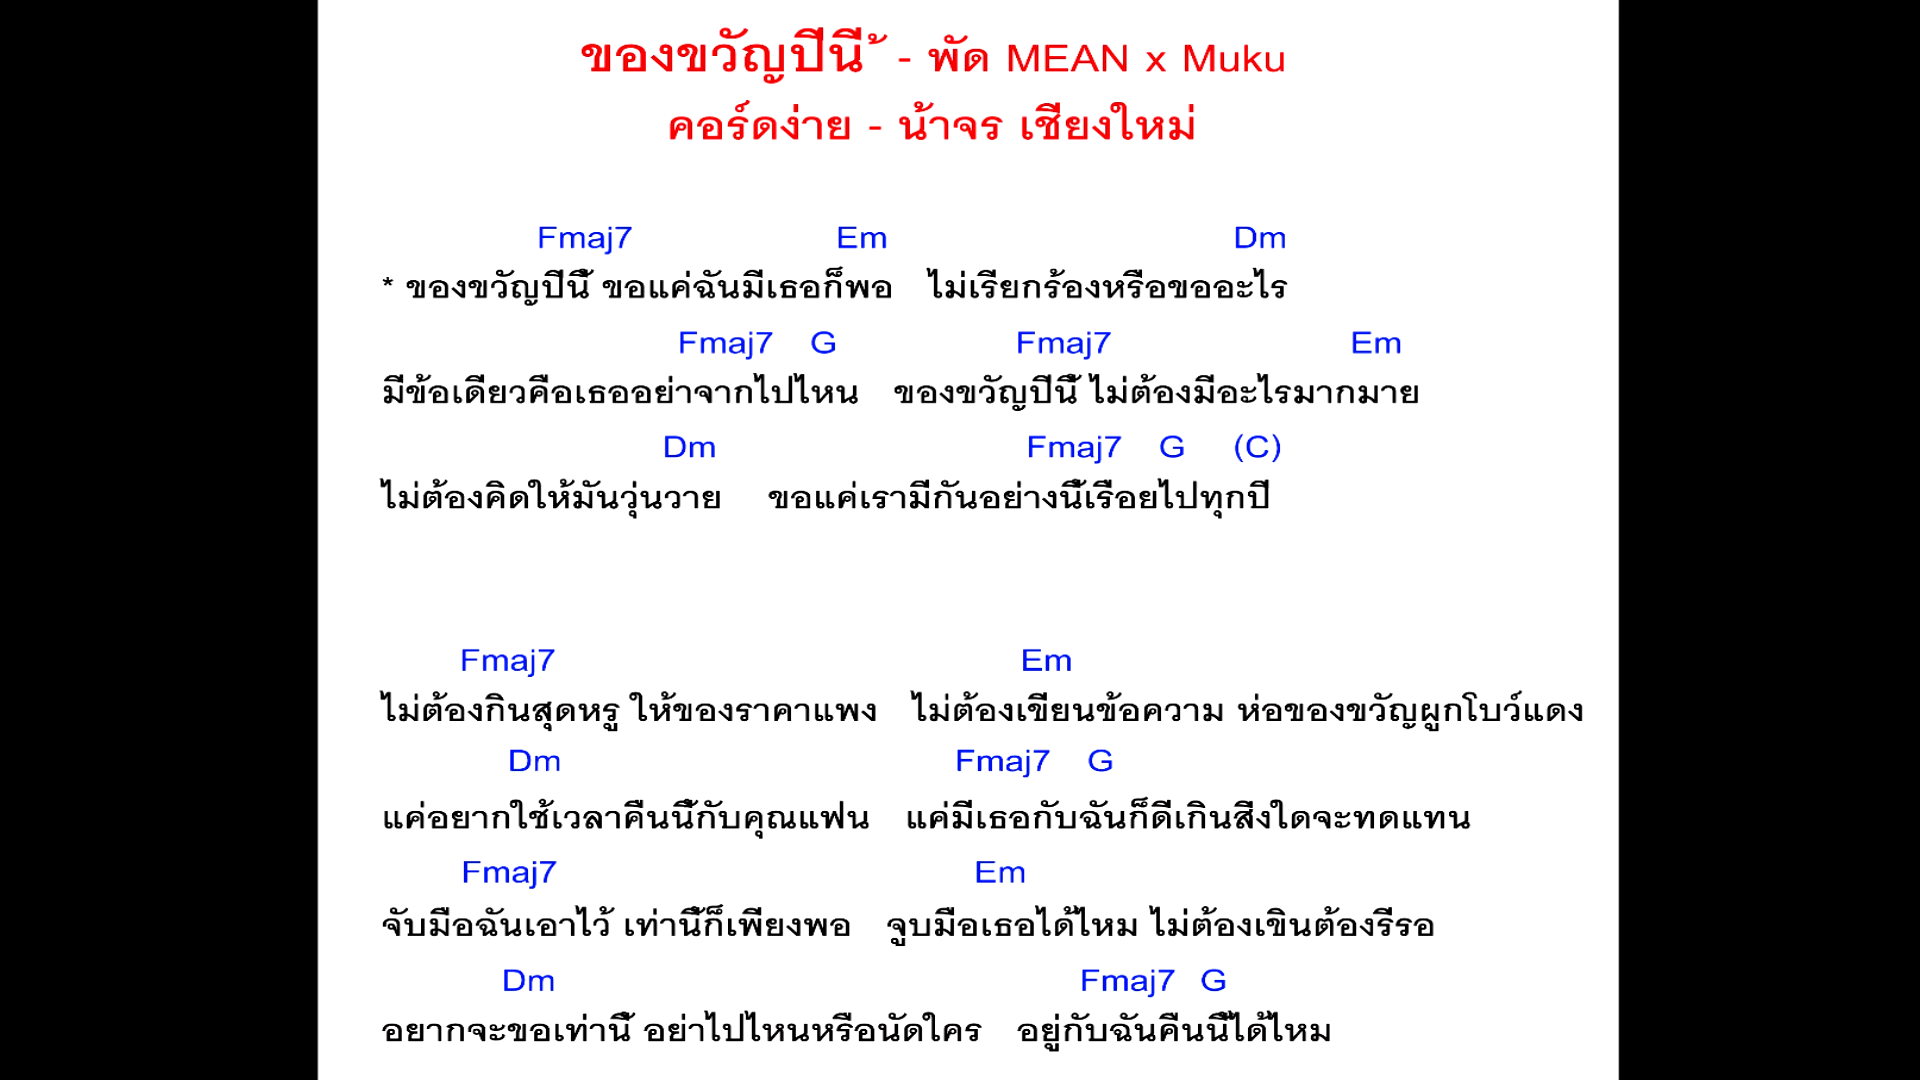 ของขวัญปีนี้ - พัด MEAN x Muku
คอร์ดง่าย - น้าจร เชียงใหม่
Fmaj7 Em Dm
* ของขวัญปีนี้ ขอแค่ฉันมีเธอก็พอ ไม่เรียกร้องหรือขออะไร
Fmaj7 G Fmaj7 Em
มีข้อเดียวคือเธออย่าจากไปไหน ของขวัญปีนี้ ไม่ต้องมีอะไรมากมาย
Dm Fmaj7 G (C)
ไม่ต้องคิดให้มันวุ่นวาย ขอแค่เรามีกันอย่างนี้เรือยไปทุกปี
Fmaj7 Em
ไม่ต้องกินสุดหรู ให้ของราคาแพง ไม่ต้องเขียนข้อความ ห่อของขวัญผูกโบว์แดง
Dm Fmaj7 G
แค่อยากใช้เวลาคืนนี้กับคุณแฟน แค่มีเธอกับฉันก็ดีเกินสิงใดจะทดแทน
Fmaj7 Em
จับมือฉันเอาไว้ เท่านี้ก็เพียงพอ จูบมือเธอได้ไหม ไม่ต้องเขินต้องรีรอ
Dm Fmaj7 G
อยากจะขอเท่านี้ อย่าไปไหนหรือนัดใคร อยู่กับฉันคืนนี้ได้ไหม